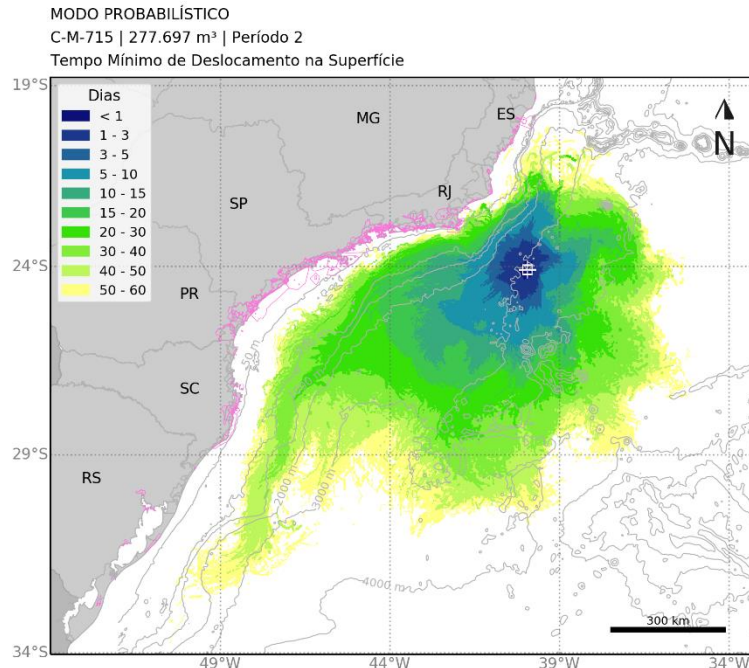 MODO PROBABILÍSTICO
C-M-715 | 277.697 m³ | Período 2
Tempo Mínimo de Deslocamento na Superfície
19°S
Dias
< 1
1 - 3
3 - 5
5 - 10
10 - 15
15 - 20
20 - 30
30 - 40
40 - 50
50 - 60
MG
ES
N
SP
RJ
24°S
PR
50 m
SC
29°S
RS
2000 m
3000 m
4000 m
300 km
34°S
49°W
44°W
39°W
34°W